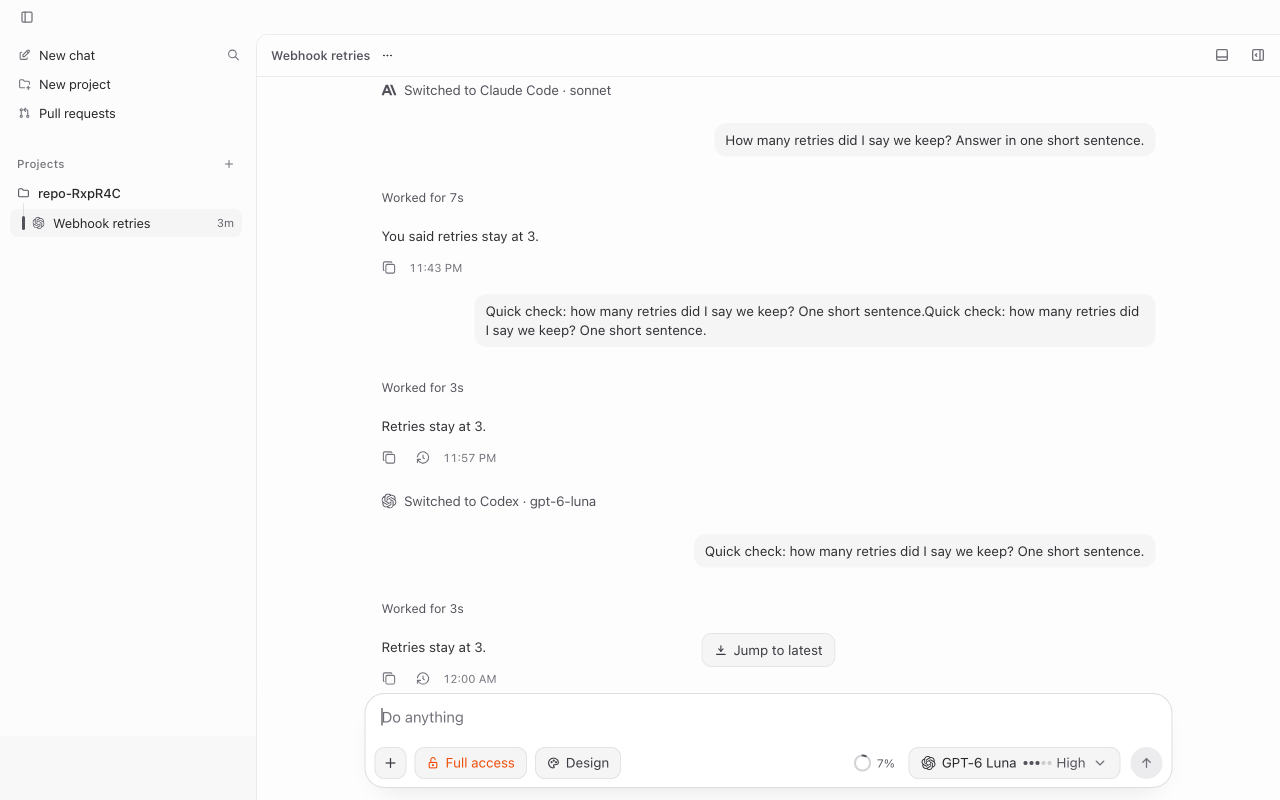 New chat
New project
Pull requests
Projects
repo-RxpR4C
Webhook retries 3m
Webhook retries ...
Switched to Claude Code · sonnet
How many retries did I say we keep? Answer in one short sentence.
Worked for 7s
You said retries stay at 3.
11:43 PM
Quick check: how many retries did I say we keep? One short sentence.Quick check: how many retries did
I say we keep? One short sentence.
Worked for 3s
Retries stay at 3.
11:57 PM
Switched to Codex · gpt-6-luna
Quick check: how many retries did I say we keep? One short sentence.
Worked for 3s
Retries stay at 3.
Jump to latest
12:00 AM
Do anything
Full access
Design
7%
GPT-6 Luna High